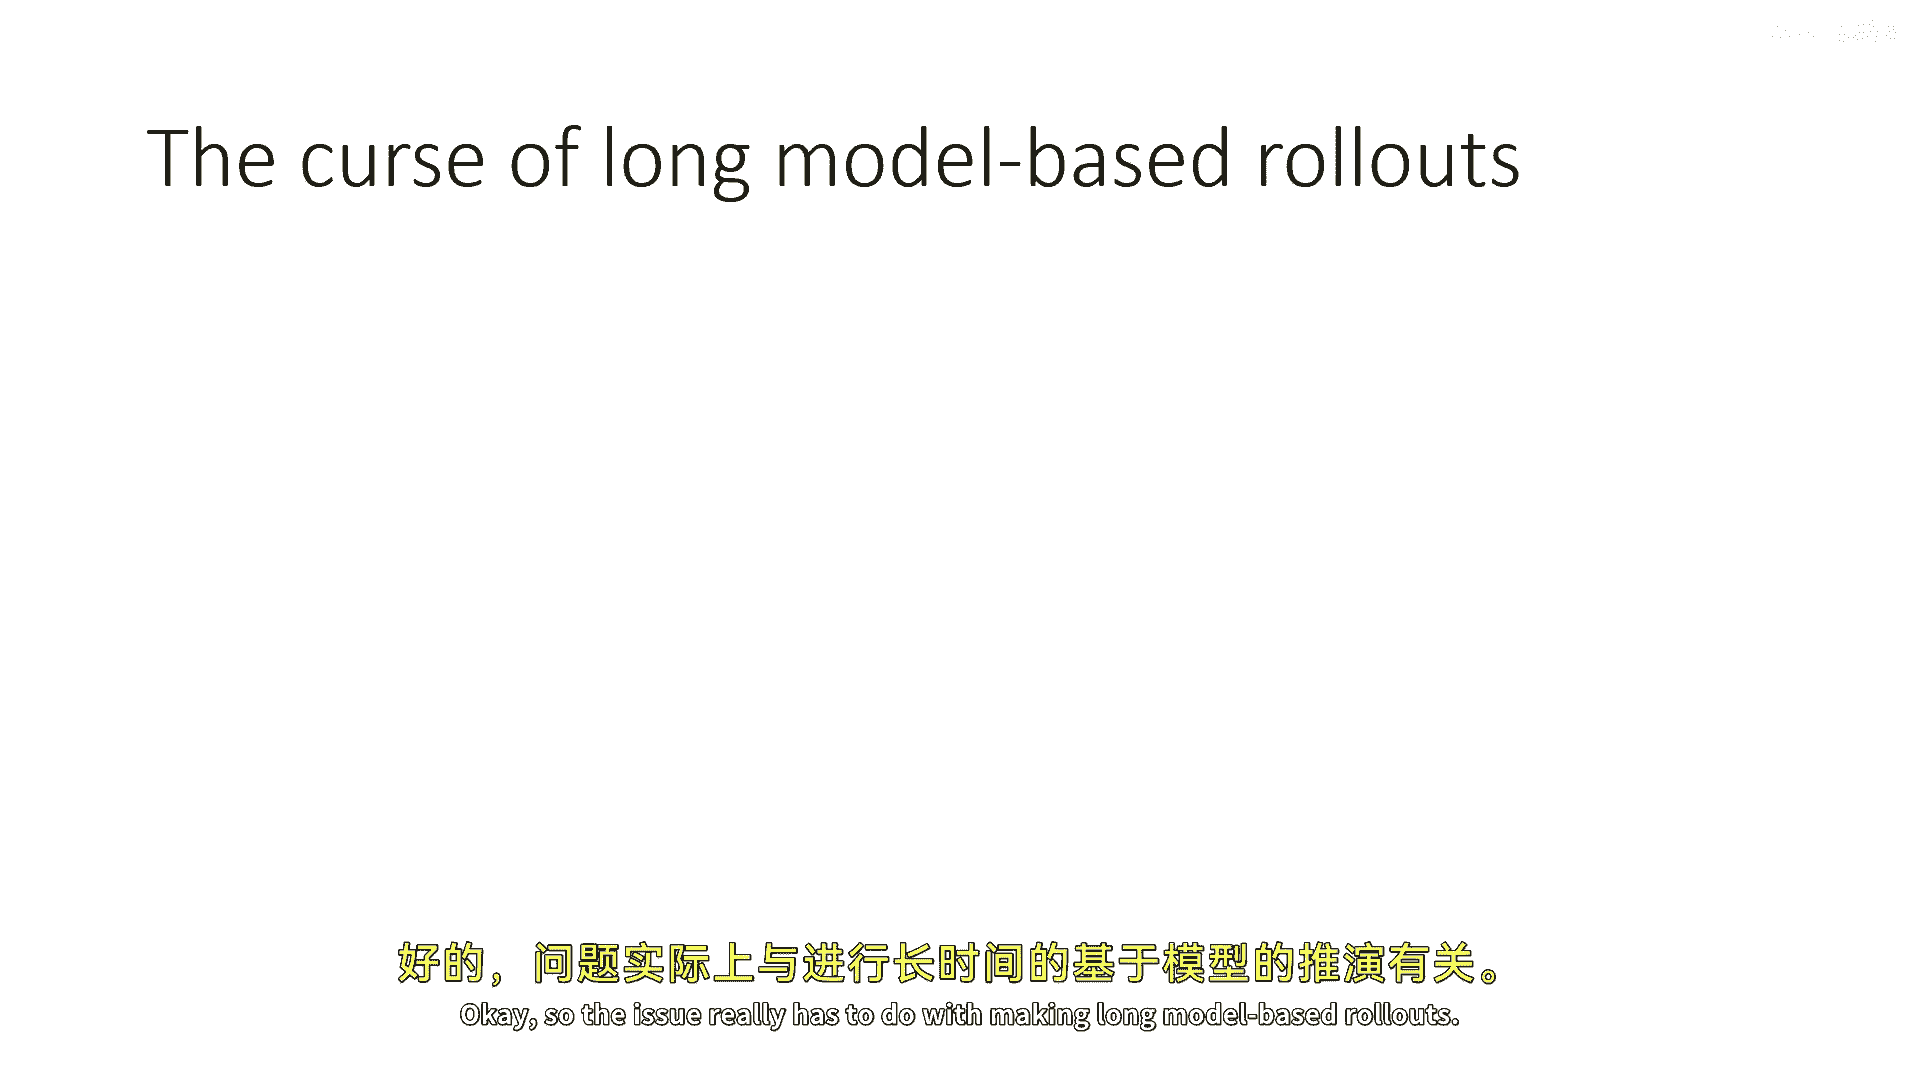 The curse of long model-based rollouts
好的，问题实际上与进行长时间的基于模型的推演有关。
Okay, so the issue really has to do with making long model-based rollouts.